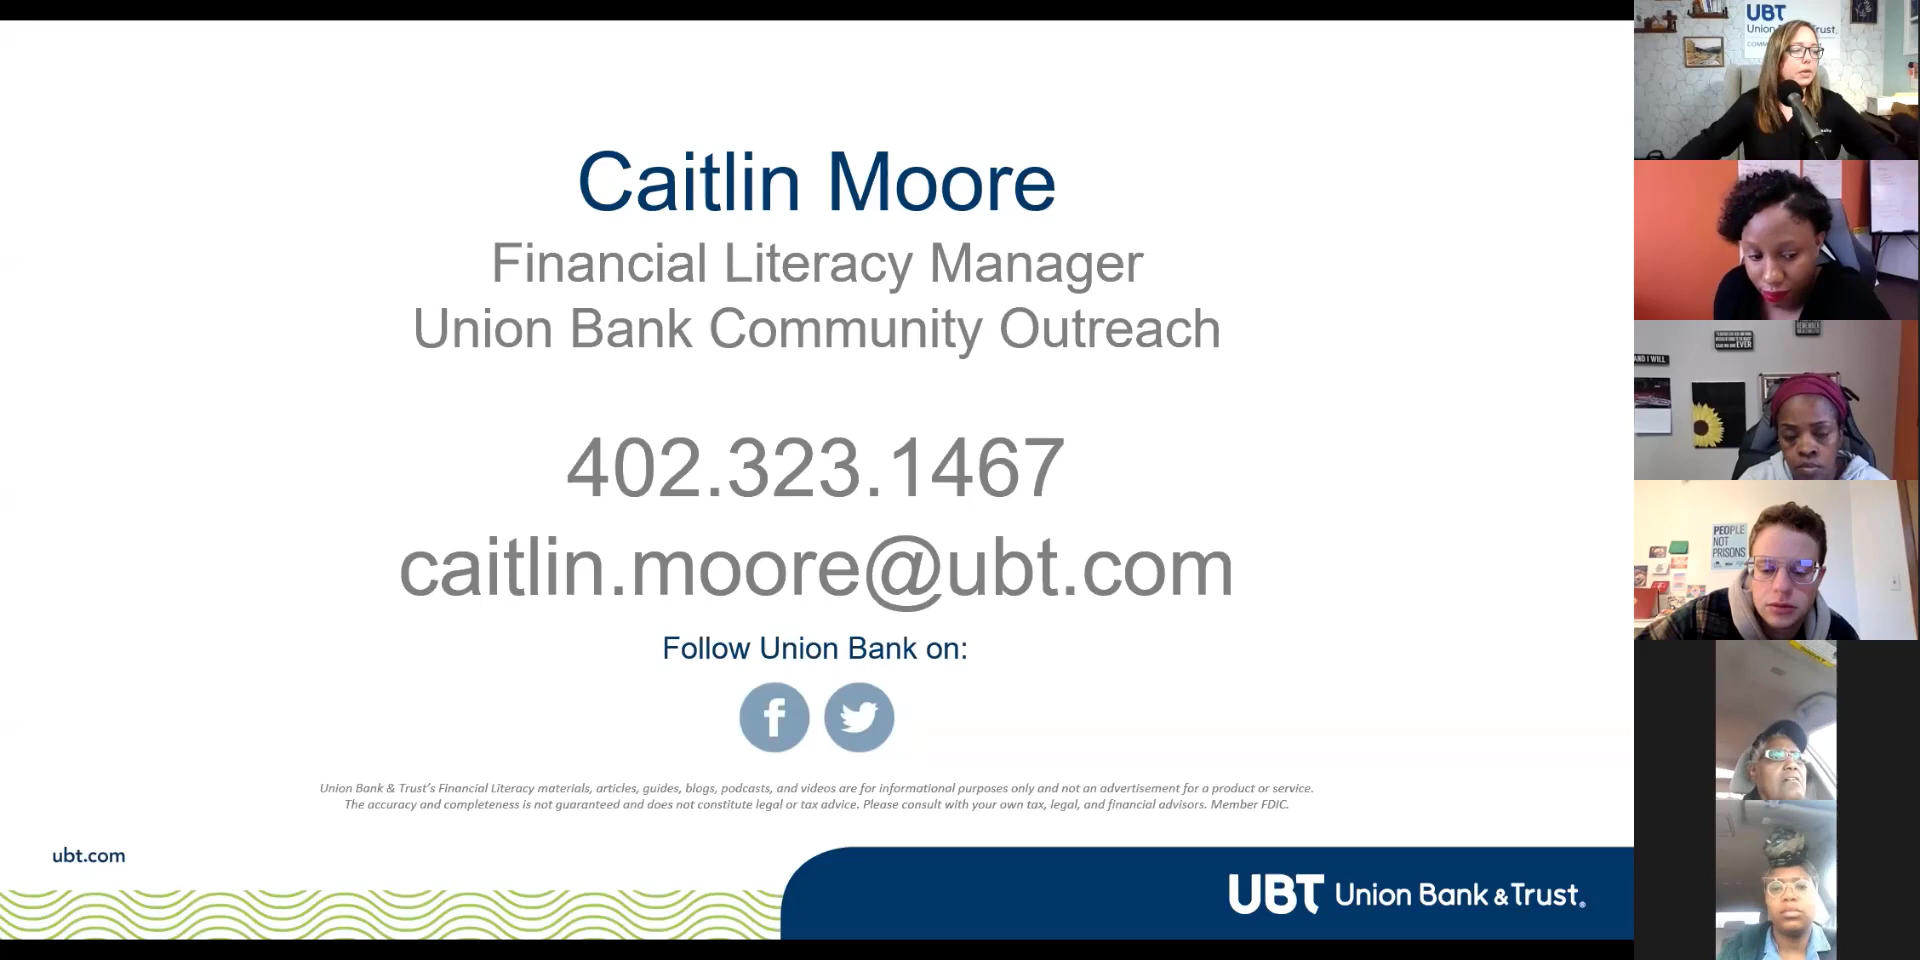 Caitlin Moore
Financial Literacy Manager
Union Bank Community Outreach
402.323.1467
caitlin.moore@ubt.com
Follow Union Bank on:
Union Bank & Trust's Financial Literacy materials, articles, guides, blogs, podcasts, and videos are for informational purposes only and not an advertisement for a product or service.
The accuracy and completeness is not guaranteed and does not constitute legal or tax advice. Please consult with your own tax, legal, and financial advisors. Member FDIC.
ubt.com
UBT Union Bank & Trust®
UBT
AND I WILL
EVER
REMEMBER
PEOPLE
NOT
PRISONS